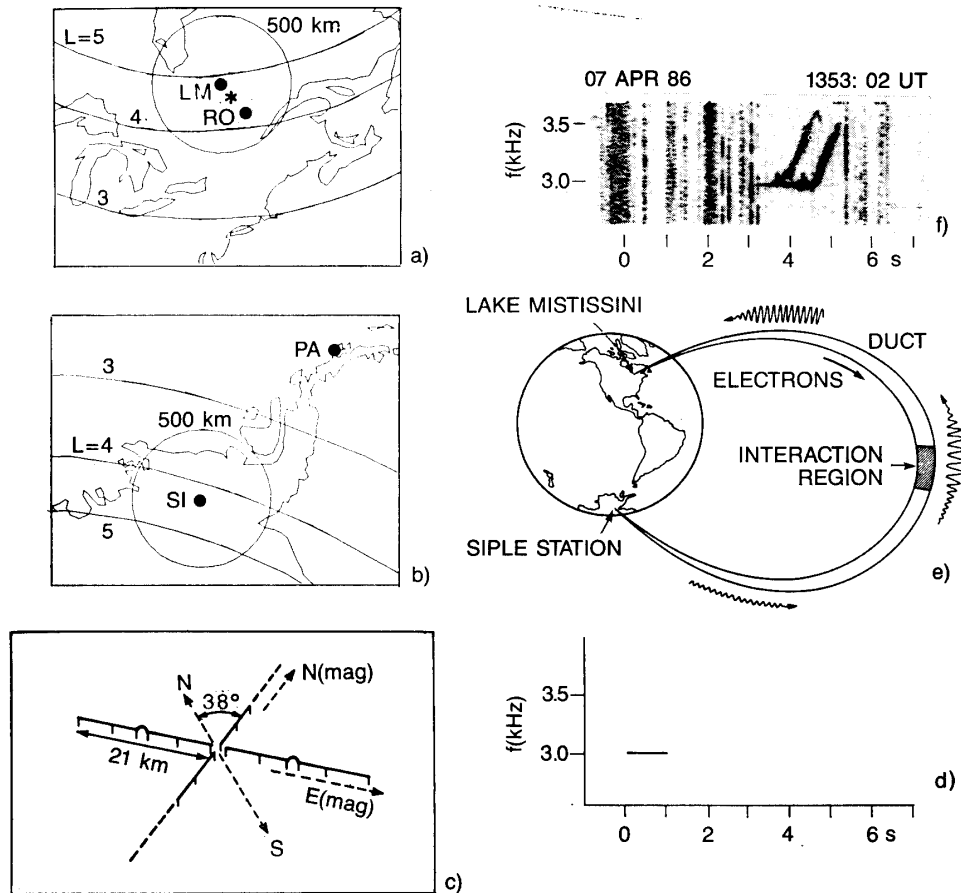 500 km
L=5
LM
*
RO
4
3
a)
3
PA
500 km
L=4
SI
5
b)
N
N(mag)
38°
21 km
E(mag)
S
c)
07 APR 86 1353: 02 UT
f(kHz)
3.5
3.0
f)
0 2 4 6 s
LAKE MISTISSINI
DUCT
ELECTRONS
INTERACTION
REGION
SIPLE STATION
e)
f(kHz)
3.5
3.0
d)
0 2 4 6 s